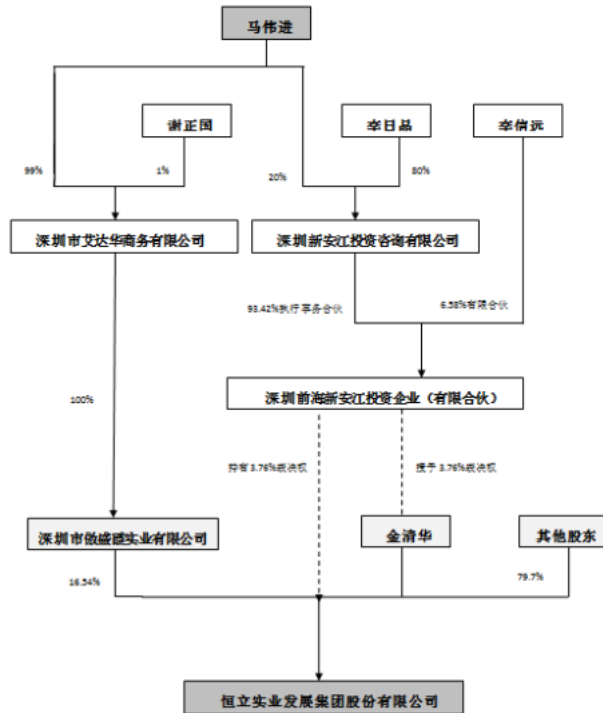 马伟进
谢正国
李日晶
李信远
99%
1%
20%
80%
深圳市艾达华商务有限公司
深圳新安江投资咨询有限公司
93.42%执行事务合伙
6.58%有限合伙
深圳前海新安江投资企业（有限合伙）
100%
持有 3.76%表决权
授予 3.76%表决权
深圳市傲盛霞实业有限公司
金清华
其他股东
16.54%
79.7%
恒立实业发展集团股份有限公司